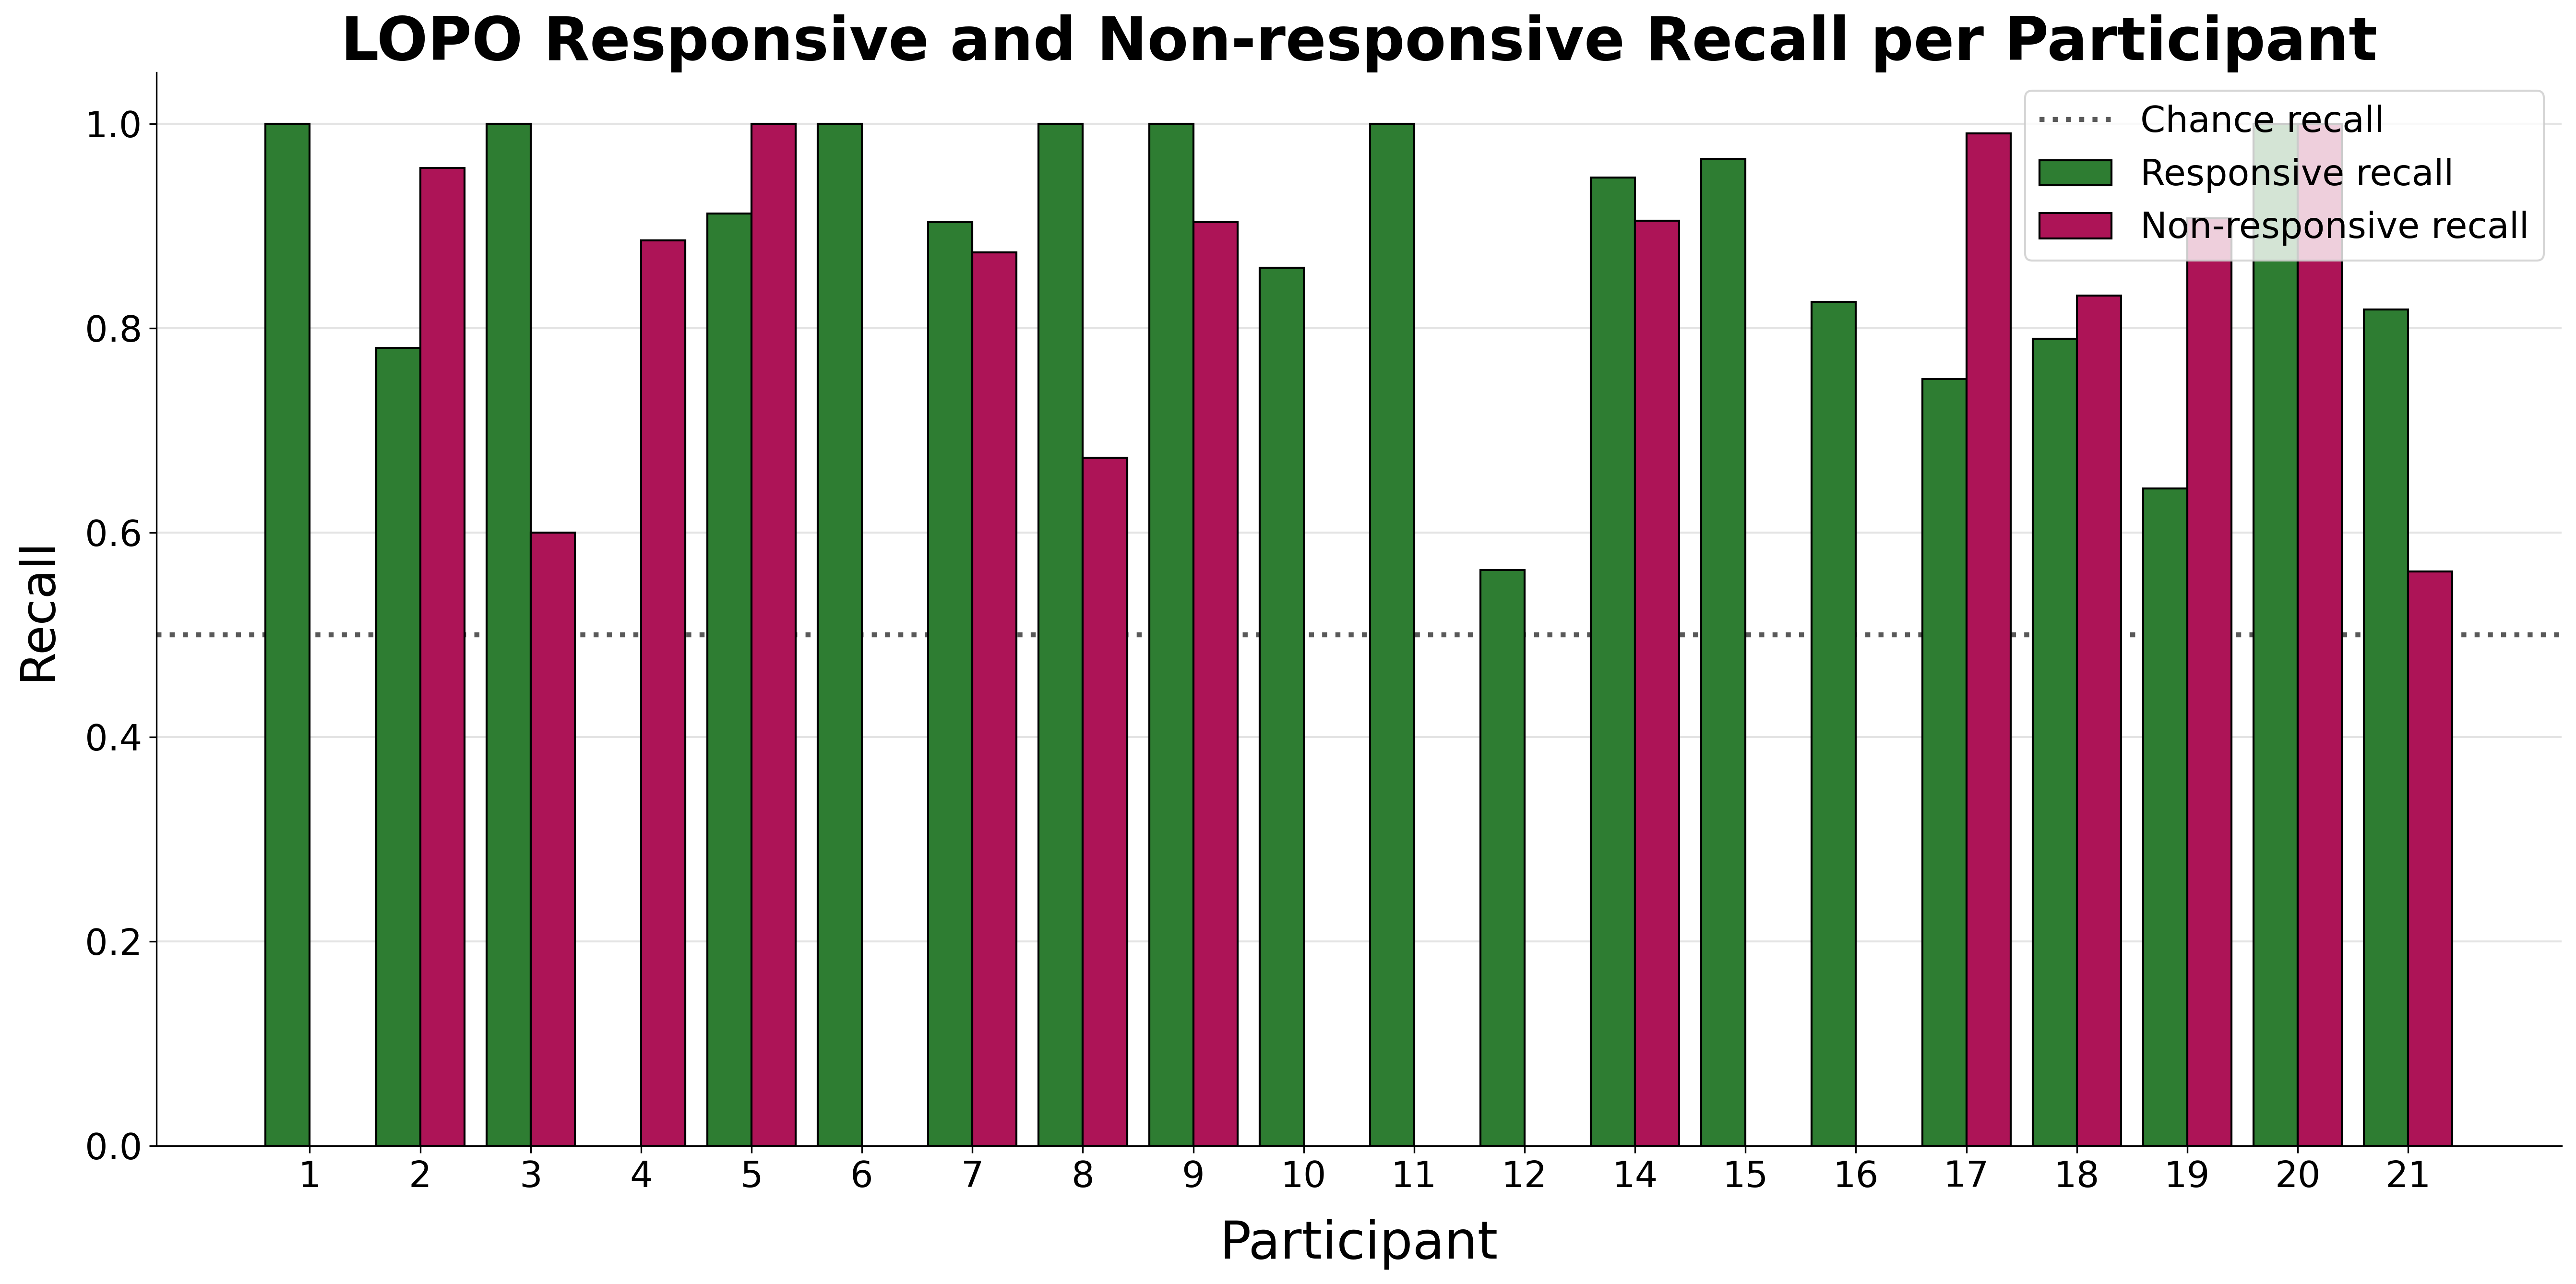 LOPO Responsive and Non-responsive Recall per Participant
Chance recall
Responsive recall
Non-responsive recall
1.0
0.8
0.6
0.4
0.2
0.0
Recall
1 2 3 4 5 6 7 8 9 10 11 12 14 15 16 17 18 19 20 21
Participant